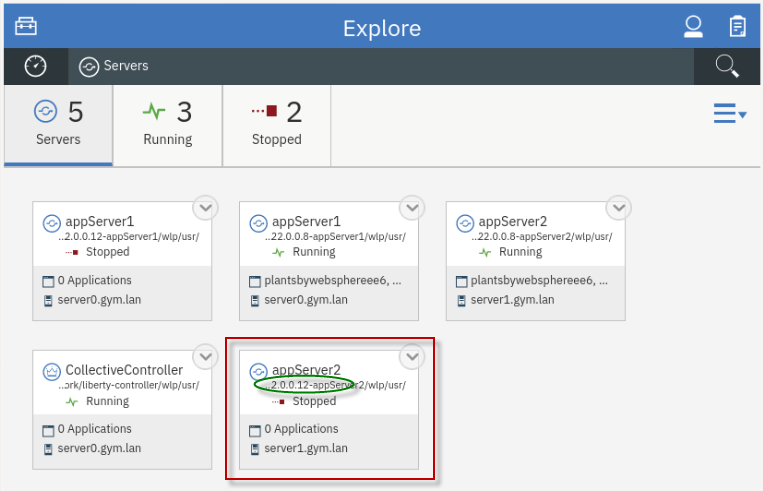 Explore
Servers
5
Servers
3
Running
2
Stopped
appServer1
..2.0.0.12-appServer1/wlp/usr/
Stopped
0 Applications
server0.gym.lan
appServer1
..22.0.0.8-appServer1/wlp/usr/
Running
plantsbywebsphereee6, ...
server0.gym.lan
appServer2
..22.0.0.8-appServer2/wlp/usr/
Running
plantsbywebsphereee6, ...
server1.gym.lan
CollectiveController
..ork/liberty-controller/wlp/usr/
Running
0 Applications
server0.gym.lan
appServer2
..2.0.0.12-appServer2/wlp/usr/
Stopped
0 Applications
server1.gym.lan